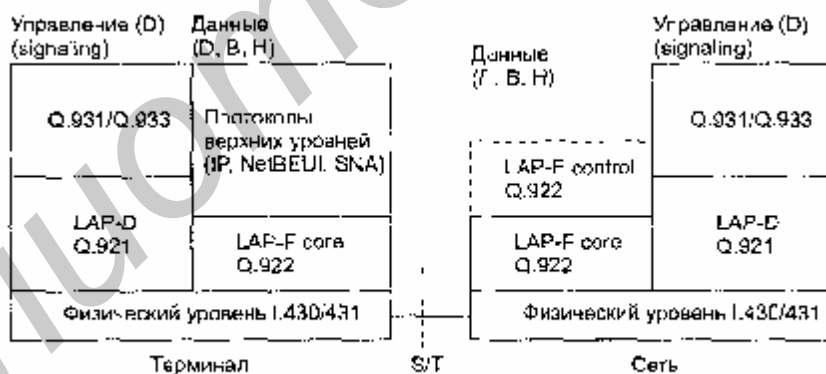 Управление (D)
(signaling)
Данные
(D, B, H)
Q.931/Q.933
Протоколы
верхних уровней
(IP, NetBEUI, SNA)
LAP-D
Q.921
LAP-F core
Q.922
Физический уровень I.430/431
Терминал
S/T
Данные
(D, B, H)
Управление (D)
(signaling)
Q.931/Q.933
LAP-F control
Q.922
LAP-F core
Q.922
LAP-D
Q.921
Физический уровень I.430/431
Сеть